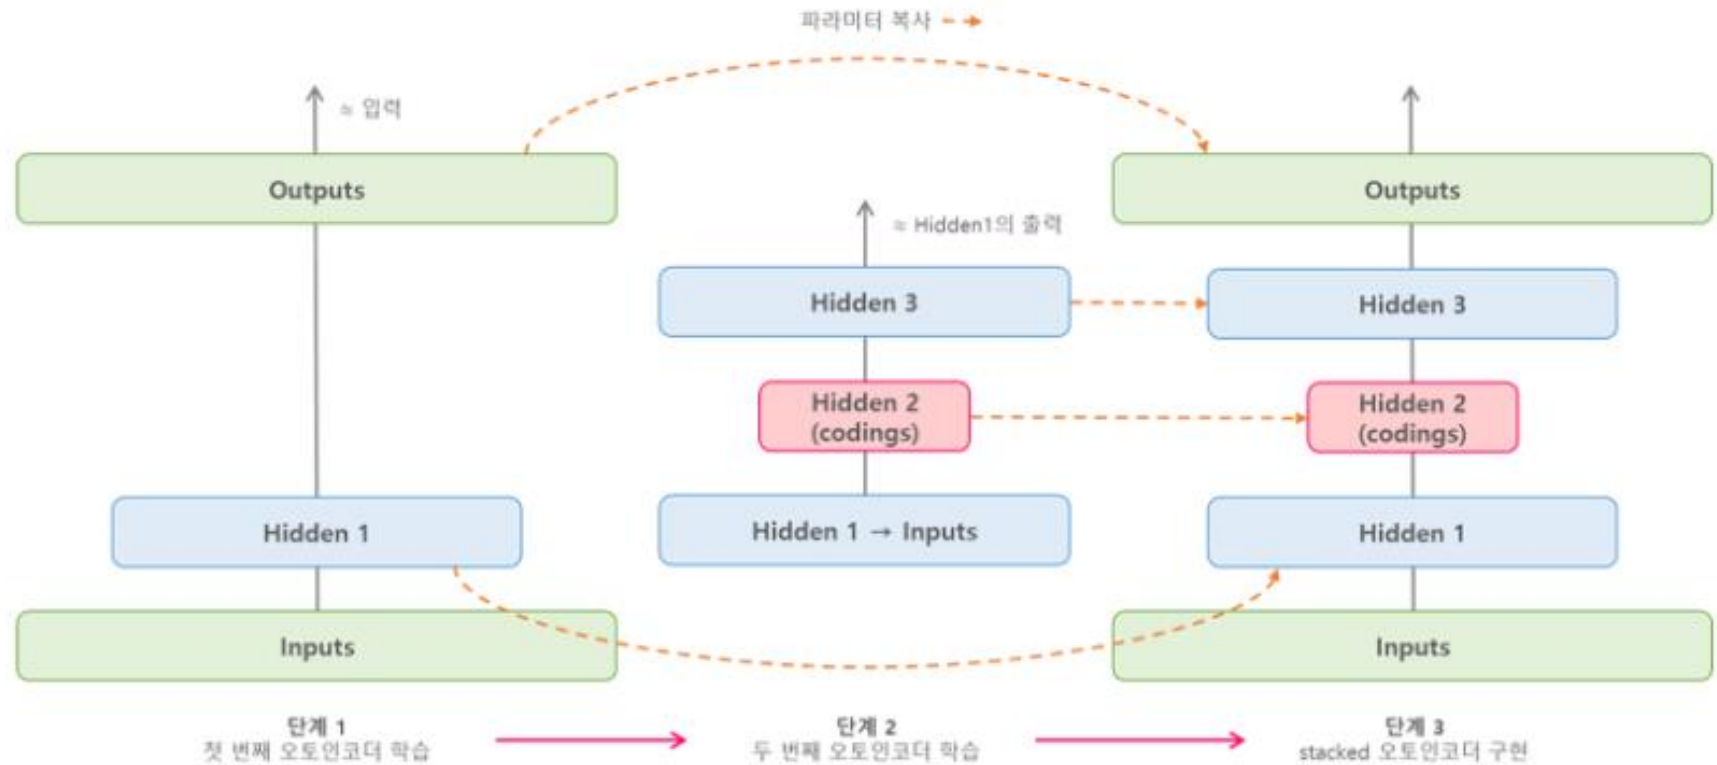 파라미터 복사
≈ 입력
Outputs
Hidden 1
Inputs
≈ Hidden1의 출력
Hidden 3
Hidden 2
(codings)
Hidden 1 → Inputs
Outputs
Hidden 3
Hidden 2
(codings)
Hidden 1
Inputs
단계 1
첫 번째 오토인코더 학습
단계 2
두 번째 오토인코더 학습
단계 3
stacked 오토인코더 구현